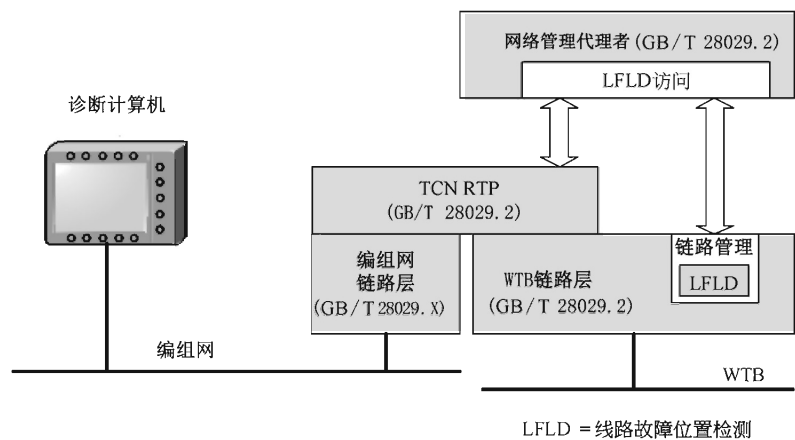 网络管理代理者(GB/T 28029.2)
LFLD访问
诊断计算机
TCN RTP
(GB/T 28029.2)
编组网
链路层
(GB/T 28029.X)
WTB链路层
(GB/T 28029.2)
链路管理
LFLD
编组网
WTB
LFLD =线路故障位置检测